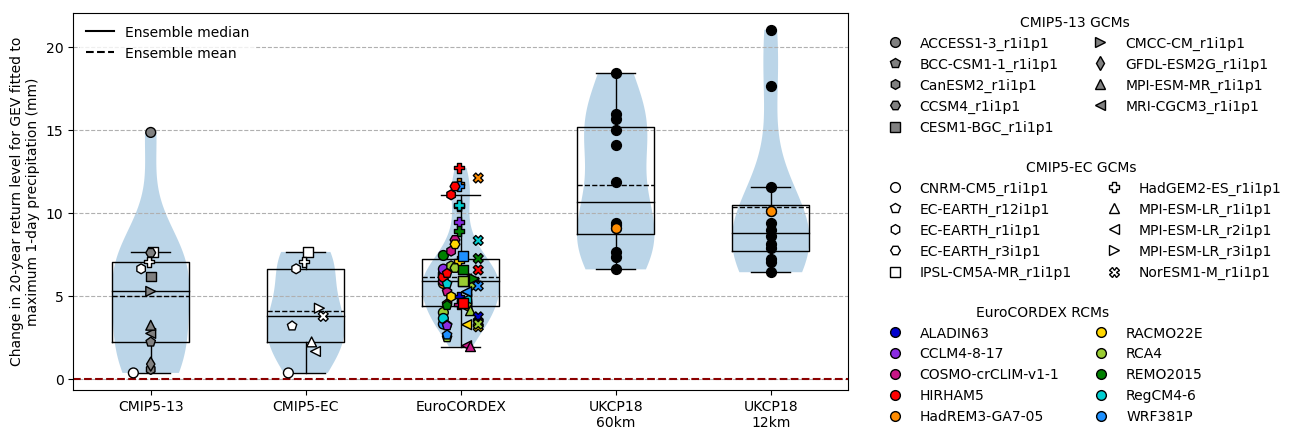 Change in 20-year return level for GEV fitted to
maximum 1-day precipitation (mm)
20
15
10
5
0
Ensemble median
Ensemble mean
CMIP5-13
CMIP5-EC
EuroCORDEX
UKCP18
60km
UKCP18
12km
CMIP5-13 GCMs
ACCESS1-3_r1i1p1
BCC-CSM1-1_r1i1p1
CanESM2_r1i1p1
CCSM4_r1i1p1
CESM1-BGC_r1i1p1
CMCC-CM_r1i1p1
GFDL-ESM2G_r1i1p1
MPI-ESM-MR_r1i1p1
MRI-CGCM3_r1i1p1
CMIP5-EC GCMs
CNRM-CM5_r1i1p1
EC-EARTH_r12i1p1
EC-EARTH_r1i1p1
EC-EARTH_r3i1p1
IPSL-CM5A-MR_r1i1p1
HadGEM2-ES_r1i1p1
MPI-ESM-LR_r1i1p1
MPI-ESM-LR_r2i1p1
MPI-ESM-LR_r3i1p1
NorESM1-M_r1i1p1
EuroCORDEX RCMs
ALADIN63
CCLM4-8-17
COSMO-crCLIM-v1-1
HIRHAM5
HadREM3-GA7-05
RACMO22E
RCA4
REMO2015
RegCM4-6
WRF381P